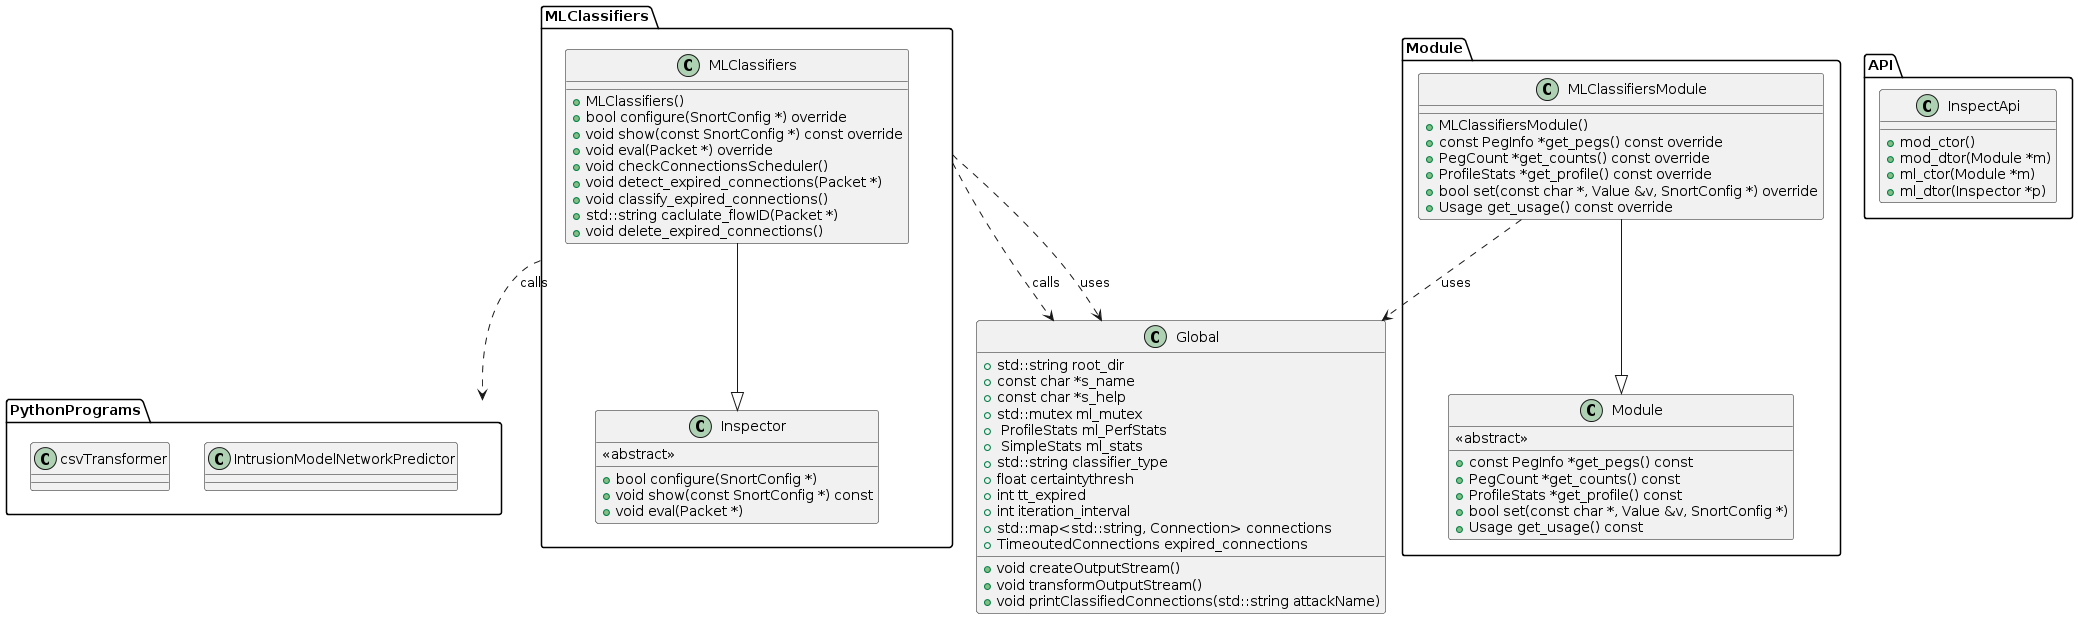 MLClassifiers
C MLClassifiers
MLClassifiers()
bool configure(SnortConfig *) override
void show(const SnortConfig *) const override
void eval(Packet *) override
void checkConnectionsScheduler()
void detect_expired_connections(Packet *)
void classify_expired_connections()
std::string caclulate_flowID(Packet *)
void delete_expired_connections()
Module
C MLClassifiersModule
MLClassifiersModule()
const PegInfo *get_pegs() const override
PegCount *get_counts() const override
ProfileStats *get_profile() const override
bool set(const char *, Value &v, SnortConfig *) override
Usage get_usage() const override
API
C InspectApi
mod_ctor()
mod_dtor(Module *m)
ml_ctor(Module *m)
ml_dtor(Inspector *p)
calls
calls
uses
uses
PythonPrograms
C csvTransformer
C IntrusionModelNetworkPredictor
C Inspector
«abstract»
bool configure(SnortConfig *)
void show(const SnortConfig *) const
void eval(Packet *)
C Global
std::string root_dir
const char *s_name
const char *s_help
std::mutex ml_mutex
ProfileStats ml_PerfStats
SimpleStats ml_stats
std::string classifier_type
float certaintythresh
int tt_expired
int iteration_interval
std::map<std::string, Connection> connections
TimeoutedConnections expired_connections
void createOutputStream()
void transformOutputStream()
void printClassifiedConnections(std::string attackName)
C Module
«abstract»
const PegInfo *get_pegs() const
PegCount *get_counts() const
ProfileStats *get_profile() const
bool set(const char *, Value &v, SnortConfig *)
Usage get_usage() const